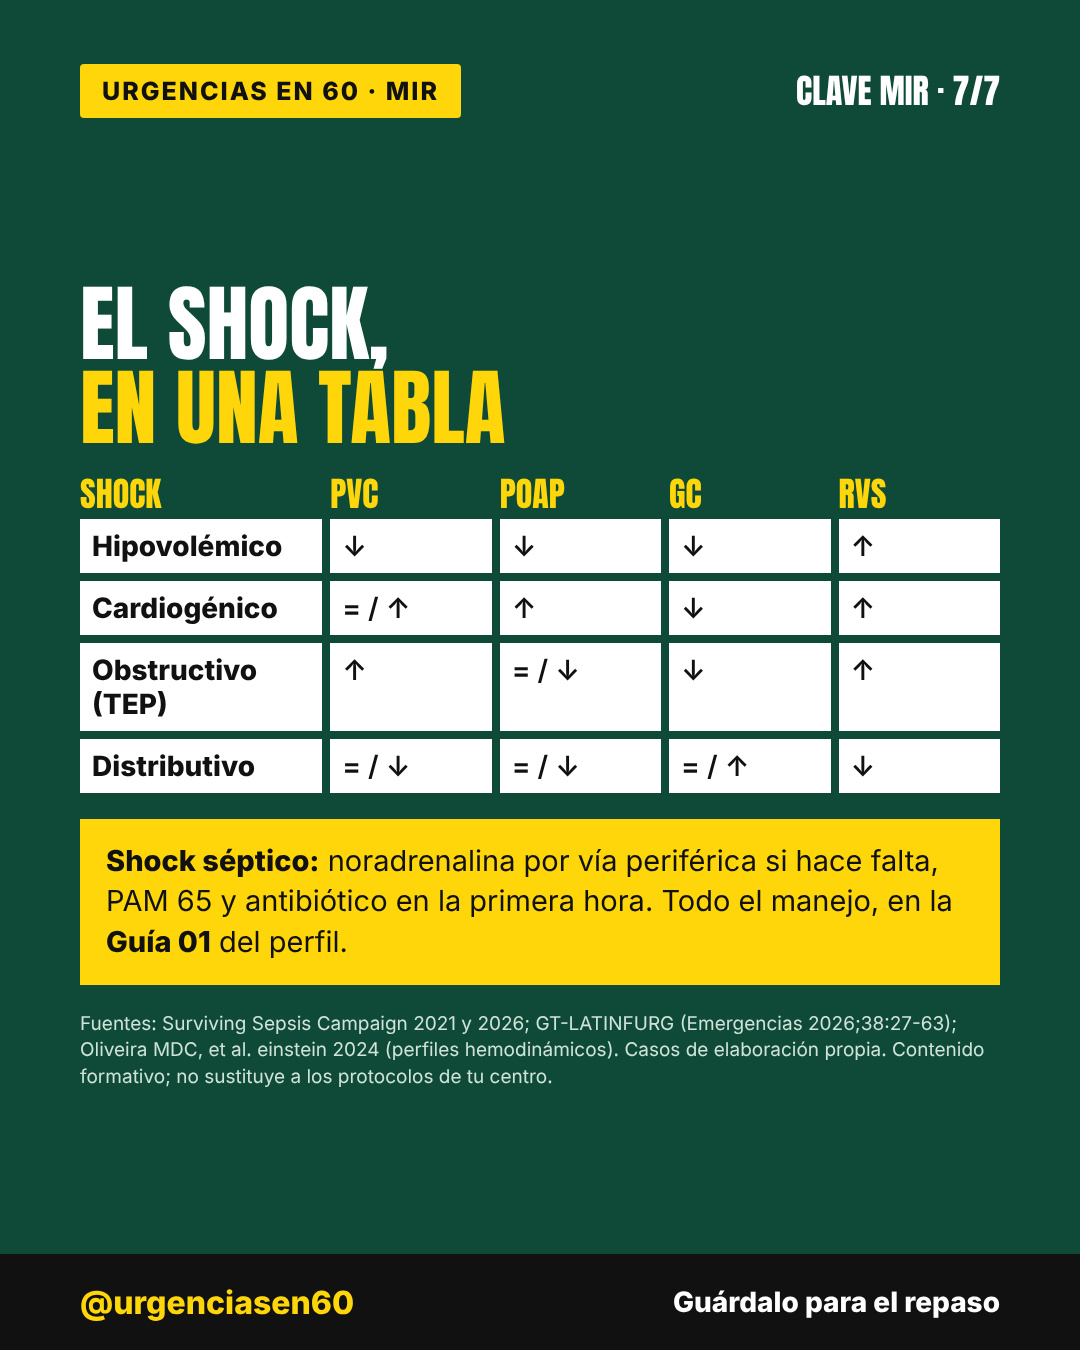 URGENCIAS EN 60 · MIR
CLAVE MIR · 7/7
EL SHOCK,
EN UNA TABLA
SHOCK PVC POAP GC RVS
Hipovolémico ↓ ↓ ↓ ↑
Cardiogénico = / ↑ ↑ ↓ ↑
Obstructivo ↑ = / ↓ ↓ ↑
(TEP)
Distributivo = / ↓ = / ↓ = / ↑ ↓
Shock séptico: noradrenalina por vía periférica si hace falta,
PAM 65 y antibiótico en la primera hora. Todo el manejo, en la
Guía 01 del perfil.
Fuentes: Surviving Sepsis Campaign 2021 y 2026; GT-LATINFURG (Emergencias 2026;38:27-63);
Oliveira MDC, et al. einstein 2024 (perfiles hemodinámicos). Casos de elaboración propia. Contenido
formativo; no sustituye a los protocolos de tu centro.
@urgenciasen60
Guárdalo para el repaso